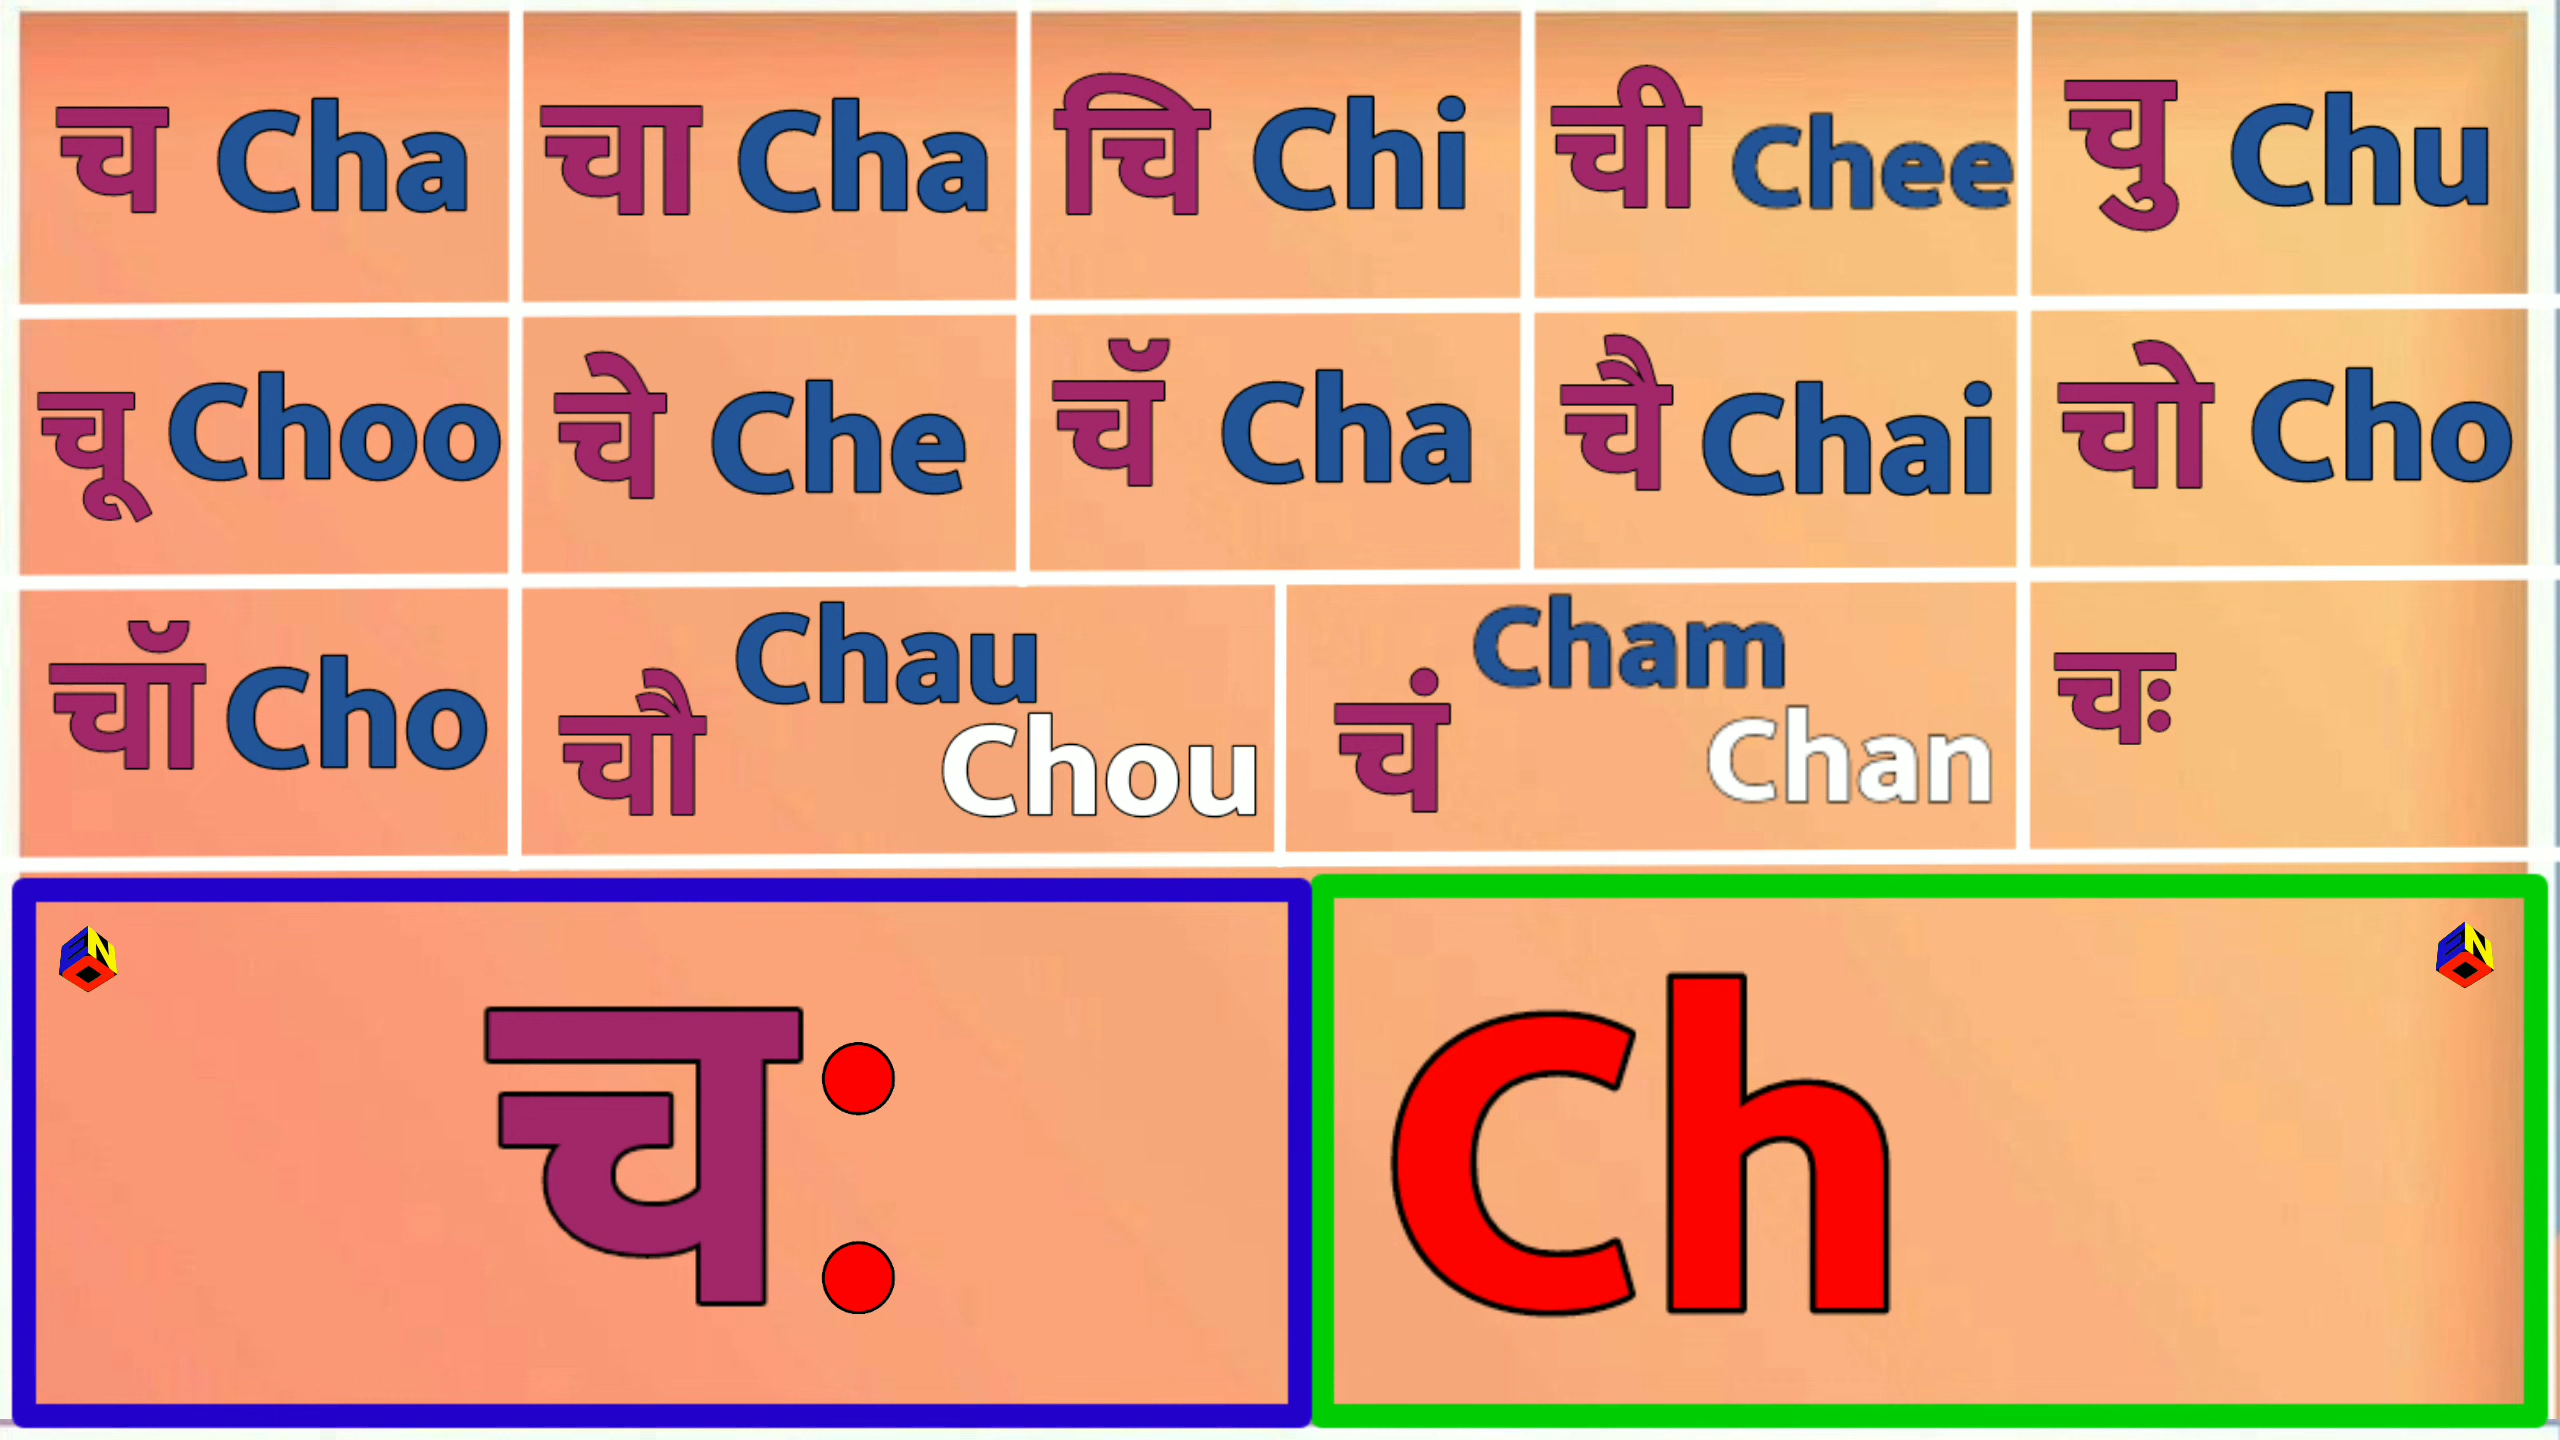 च Cha चा Cha चि Chi ची Chee चु Chu
चू Choo चे Che चॅ Cha चै Chai चो Cho
चॉ Cho चौ Chau Chou चं Cham Chan चः
चः Ch